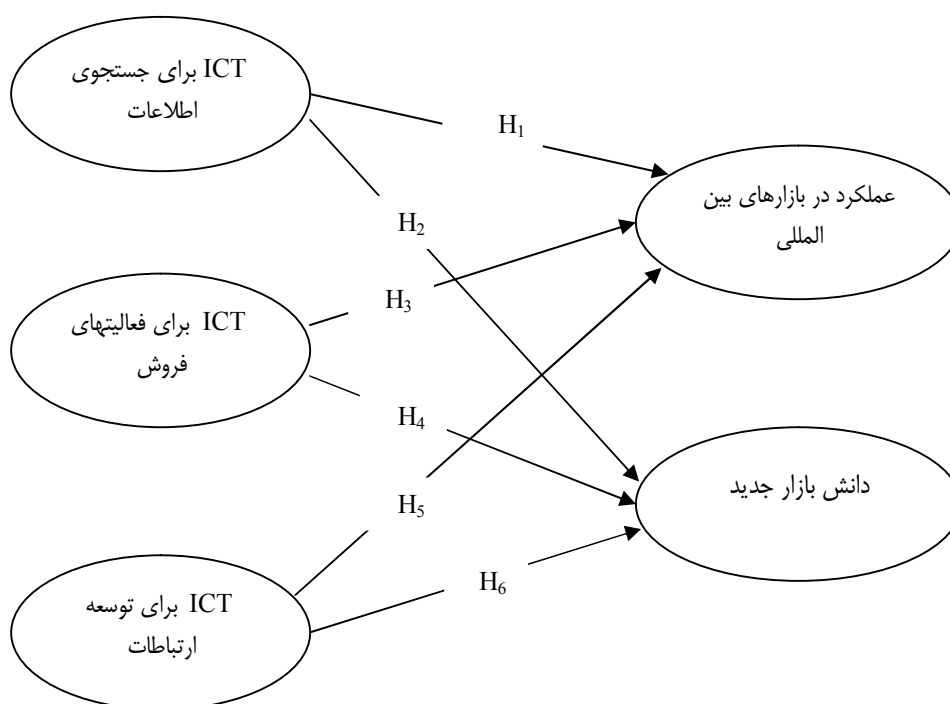 ICT برای جستجوی
اطلاعات
H1
عملکرد در بازارهای بین
المللی
H2
H3
ICT برای فعالیتهای
فروش
H4
دانش بازار جدید
H5
H6
ICT برای توسعه
ارتباطات